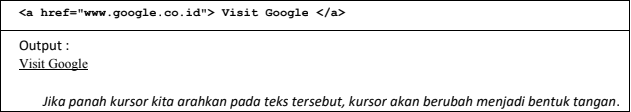 <a href="www.google.co.id"> Visit Google </a>
Output :
Visit Google
Jika panah kursor kita arahkan pada teks tersebut, kursor akan berubah menjadi bentuk tangan.